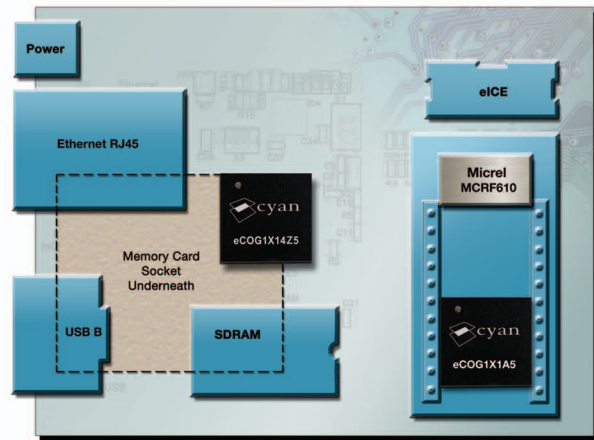 Power
eICE
Ethernet RJ45
Micrel
MCRF610
cyan
eCOG1X14Z5
Memory Card
Socket
Underneath
USB B
SDRAM
cyan
eCOG1X1A5